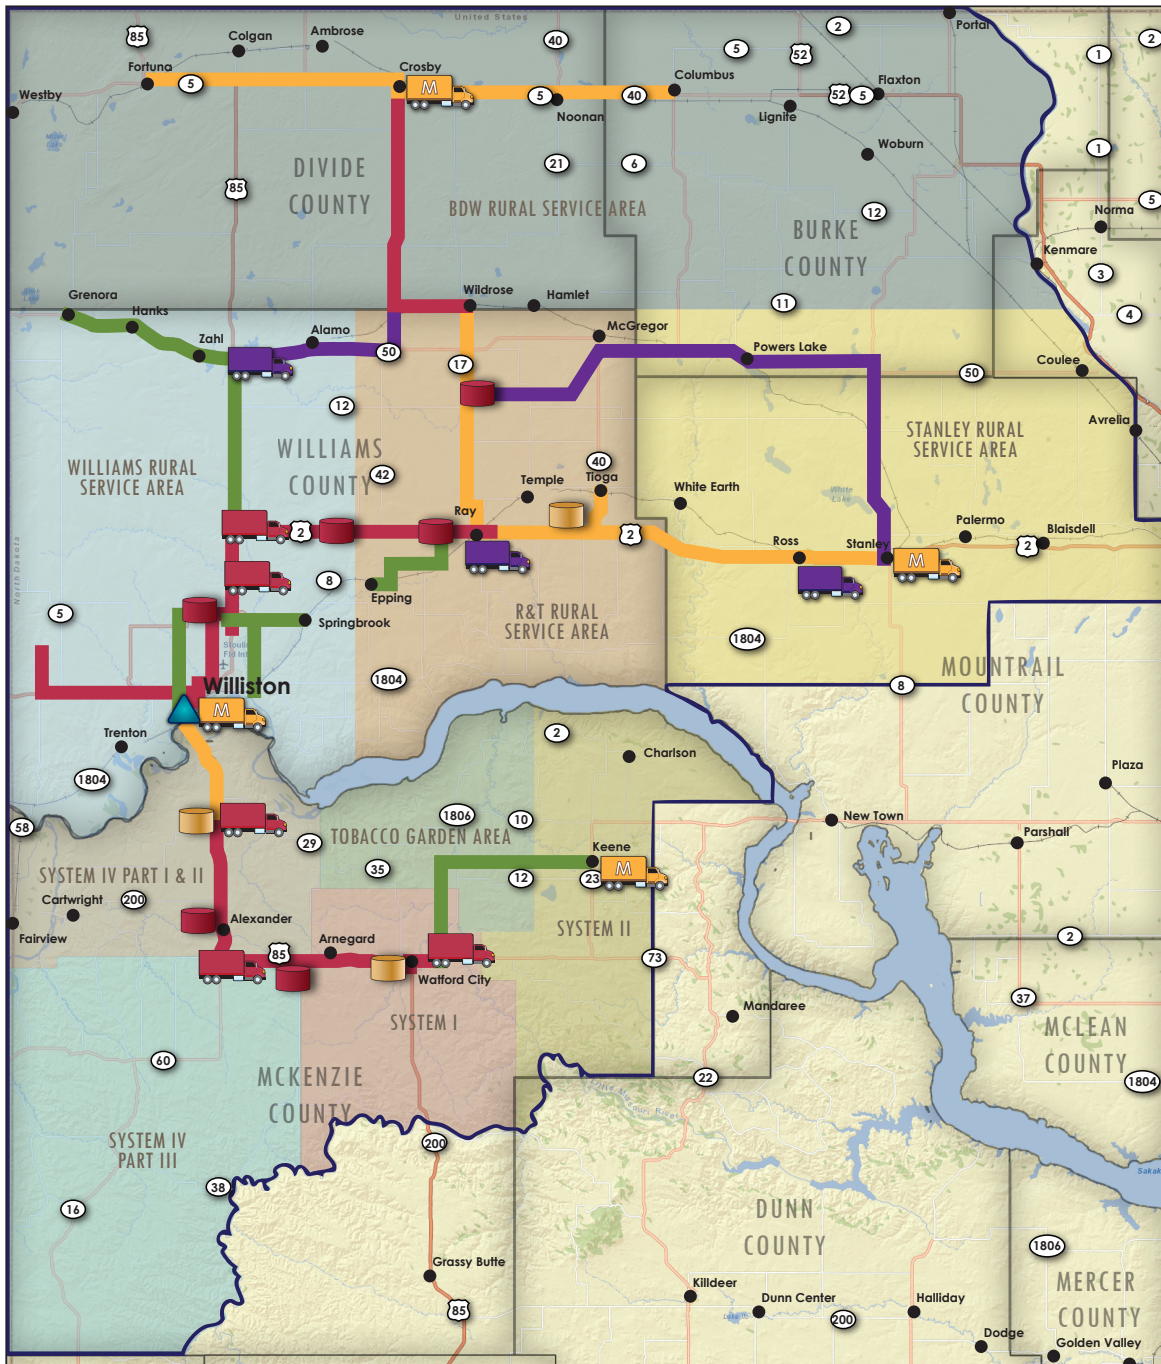 United States
85
Colgan
Ambrose
40
5
52
2
Portal
1
2
Fortuna
5
Crosby
M
5
Noonan
40
Columbus
Lignite
52
5
Flaxton
Westby
DIVIDE
COUNTY
21
6
Woburn
1
85
BDW RURAL SERVICE AREA
12
5
BURKE
COUNTY
Norma
Kenmare
3
Grenora
Hanks
Zahl
Alamo
Wildrose
Hamlet
11
4
McGregor
50
17
Powers Lake
Coulee
50
12
Avrelia
WILLIAMS RURAL
SERVICE AREA
WILLIAMS
COUNTY
42
STANLEY RURAL
SERVICE AREA
40
Tioga
Temple
White Earth
White
Lake
Ray
2
2
Ross
Stanley
M
Palermo
2
Blaisdell
North Dakota
8
Epping
5
Springbrook
R&T RURAL
SERVICE AREA
1804
1804
8
MOUNTRAIL
COUNTY
Williston
M
Trenton
1804
2
Charlson
Plaza
58
29
1806
10
TOBACCO GARDEN AREA
New Town
Parshall
SYSTEM IV PART I & II
200
Cartwright
Fairview
35
12
Keene
23
M
Alexander
SYSTEM II
2
85
Arnegard
Watford City
73
37
SYSTEM I
Mandaree
MCLEAN
COUNTY
60
MCKENZIE
COUNTY
22
1804
Little Missouri River
SYSTEM IV
PART III
200
38
16
DUNN
COUNTY
1806
Grassy Butte
85
Killdeer
Dunn Center
200
Halliday
MERCER
COUNTY
Dodge
Golden Valley